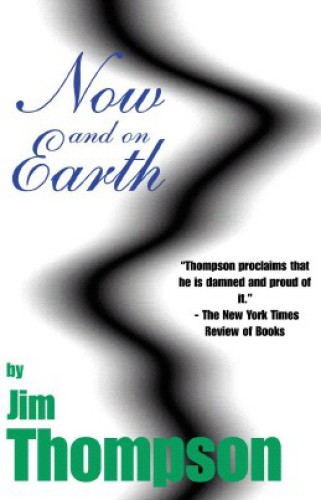 Now
and on
Earth
"Thompson proclaims that
he is damned and proud of
it."
- The New York Times
Review of Books
by
Jim
Thompson